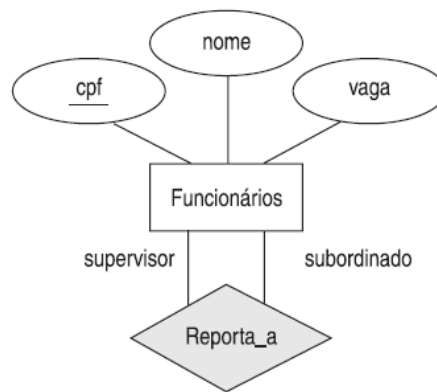 nome
cpf
vaga
Funcionários
supervisor
subordinado
Reporta_a